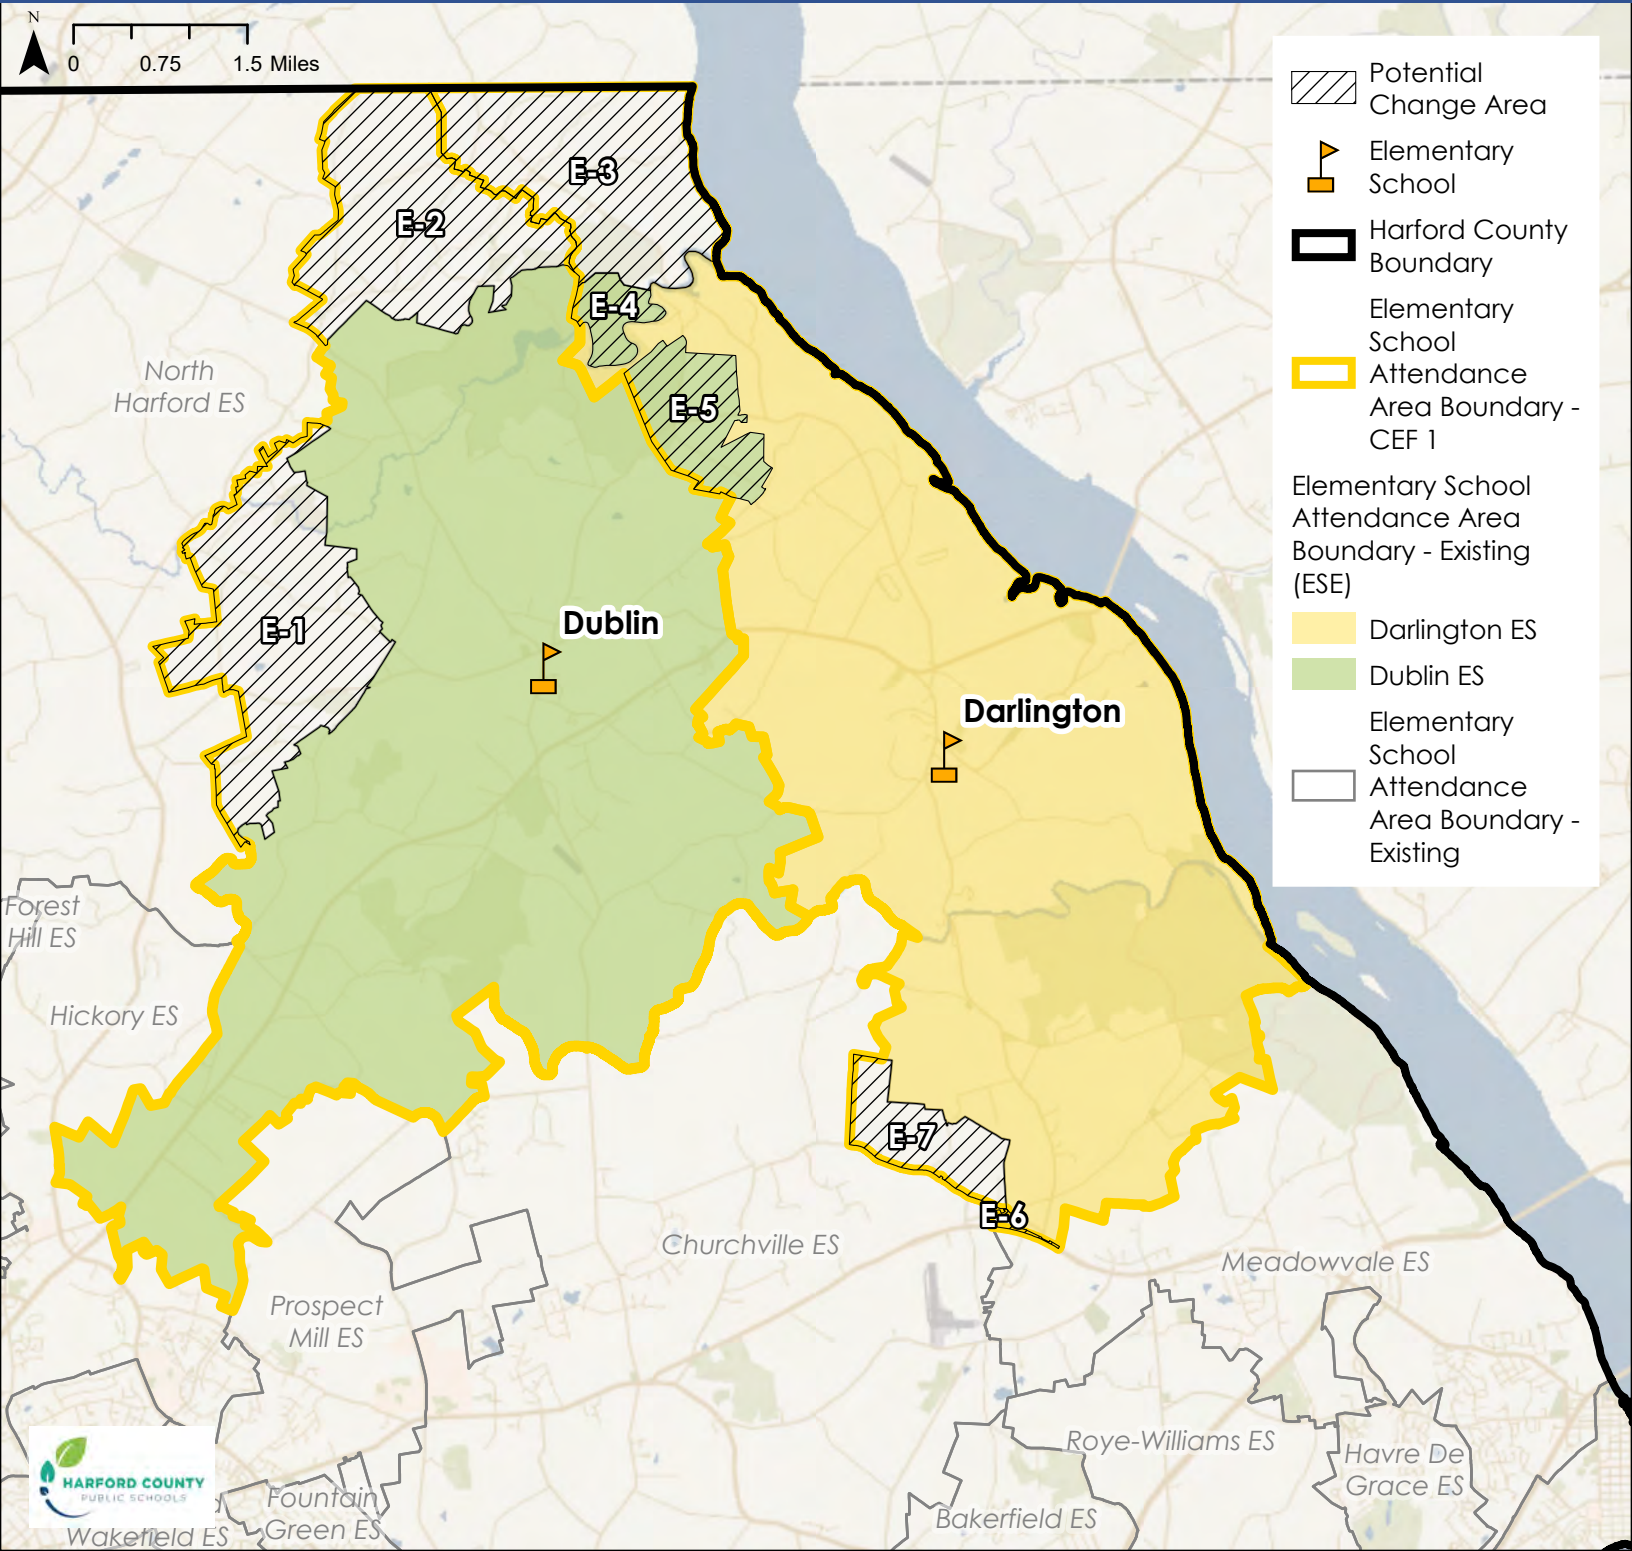 N
0 0.75 1.5 Miles
Potential
Change Area
Elementary
School
Harford County
Boundary
Elementary
School
Attendance
Area Boundary -
CEF 1
Elementary School
Attendance Area
Boundary - Existing
(ESE)
Darlington ES
Dublin ES
Elementary
School
Attendance
Area Boundary -
Existing
E-3
E-2
E-4
E-5
North
Harford ES
E-1
Dublin
Darlington
Forest
Hill ES
Hickory ES
E-7
E-6
Churchville ES
Meadowvale ES
Prospect
Mill ES
Roye-Williams ES
Havre De
Grace ES
Bakerfield ES
Fountain
Green ES
HARFORD COUNTY
PUBLIC SCHOOLS
Wakefield ES